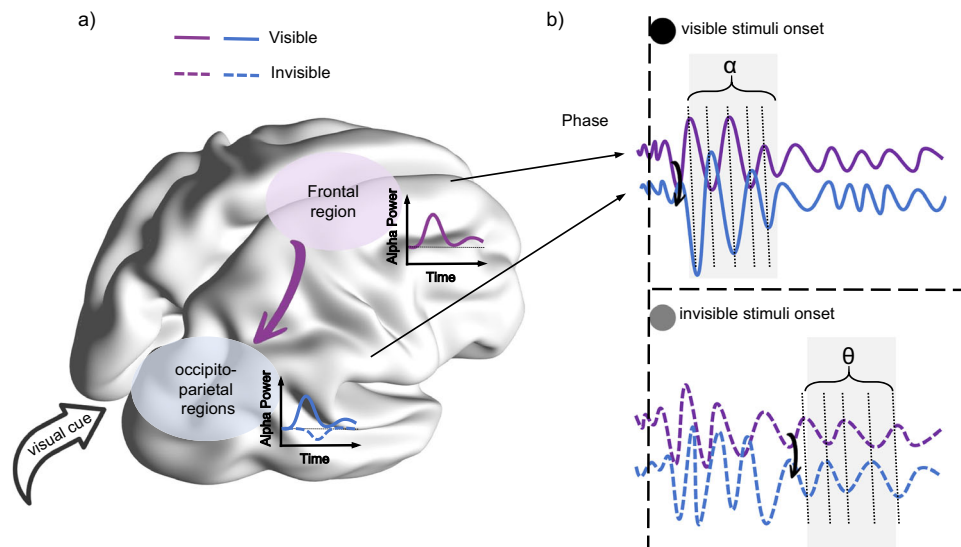 a)
Visible
Invisible
Frontal
region
Alpha Power
Time
occipito-
parietal
regions
Alpha Power
Time
visual cue
b)
visible stimuli onset
α
Phase
invisible stimuli onset
θ